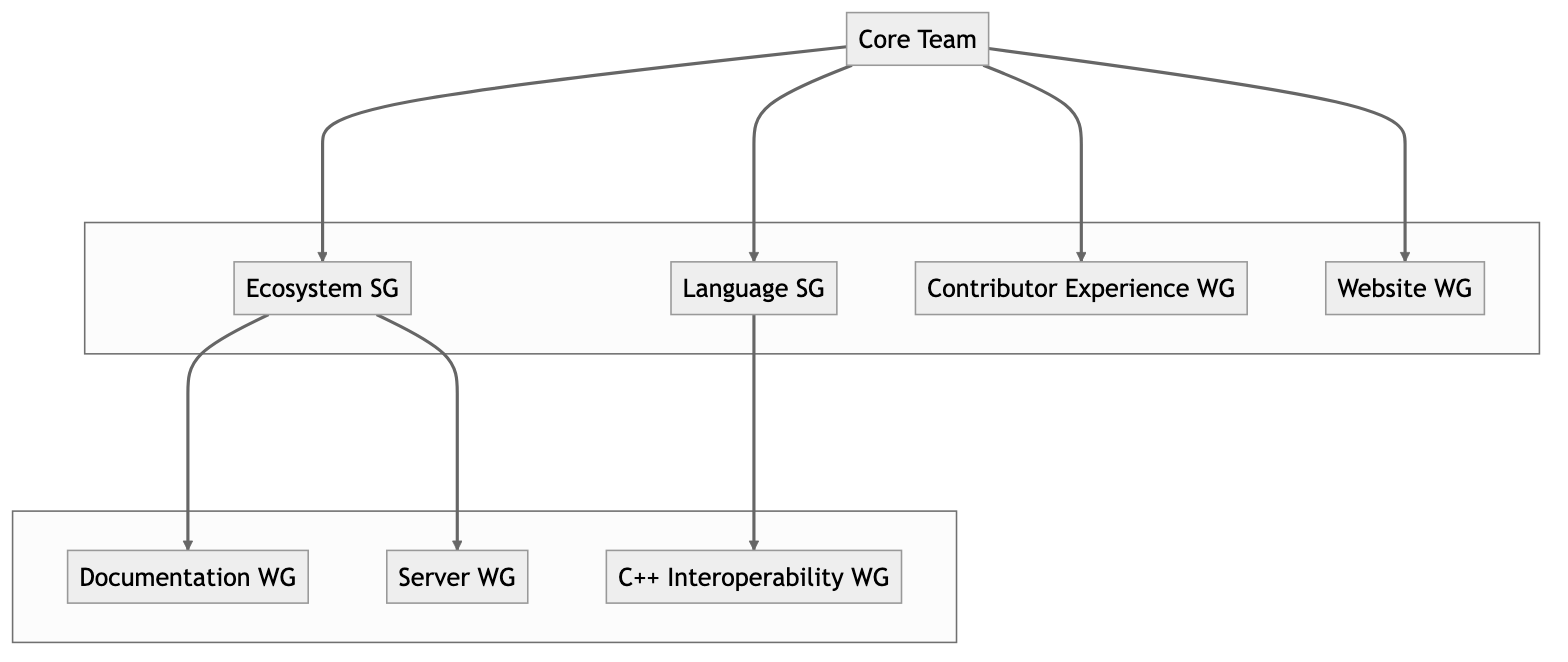 Core Team
Ecosystem SG
Language SG
Contributor Experience WG
Website WG
Documentation WG
Server WG
C++ Interoperability WG